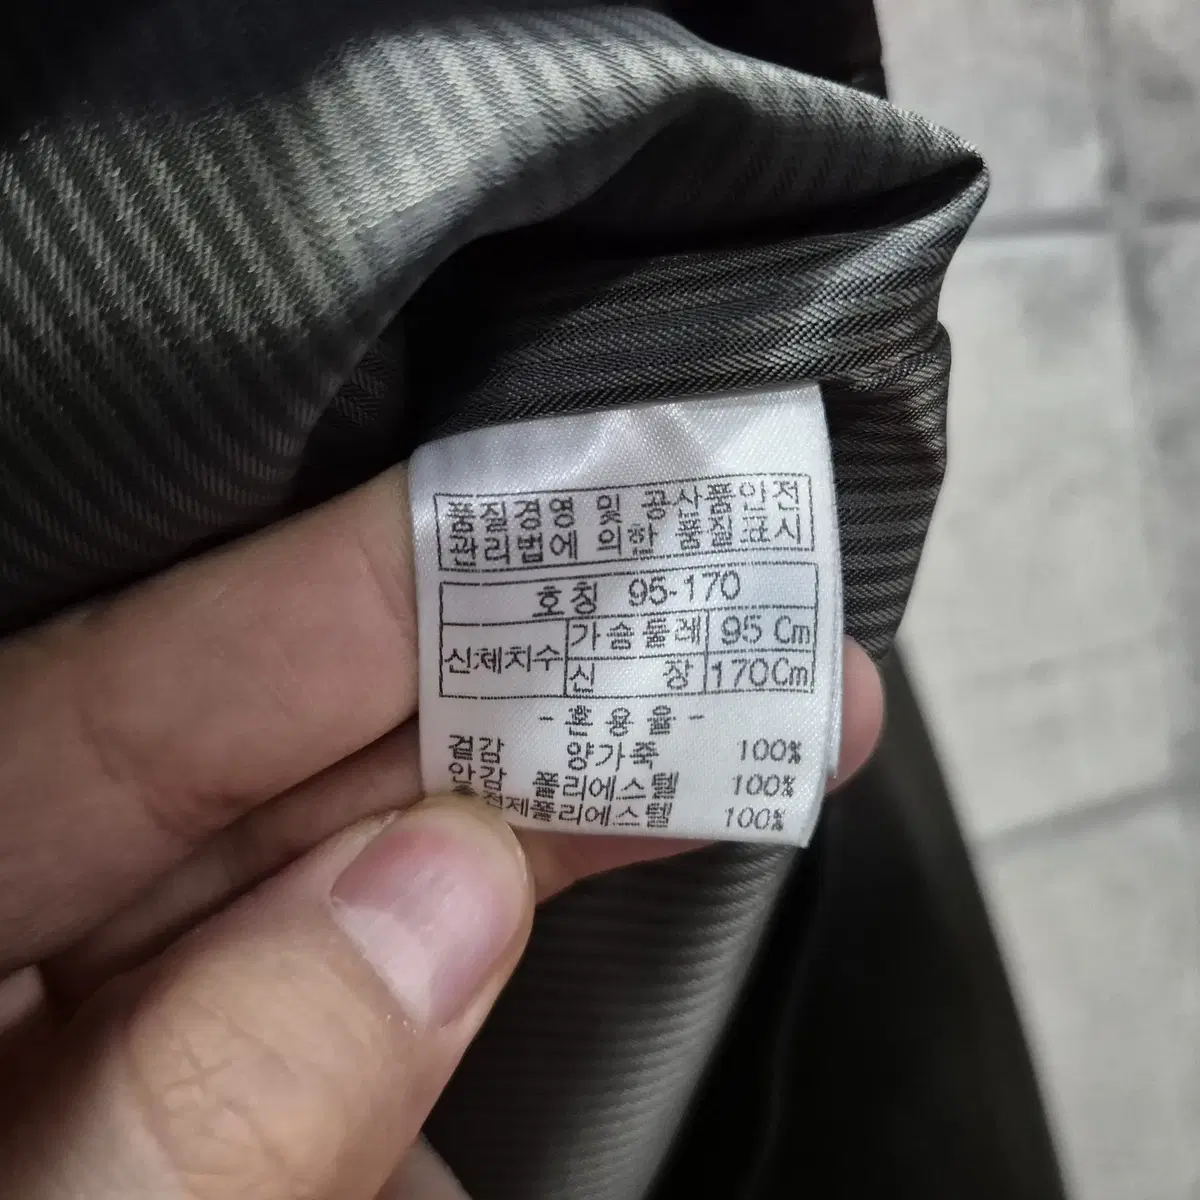 품질경영 및 공산품안전
관리법에 의한 품질표시
호칭 95-170
신체치수 가슴둘레 95 Cm
신 장 170Cm
- 혼 용 율 -
겉감 양가죽 100%
안감 폴리에스텔 100%
충전제폴리에스텔 100%